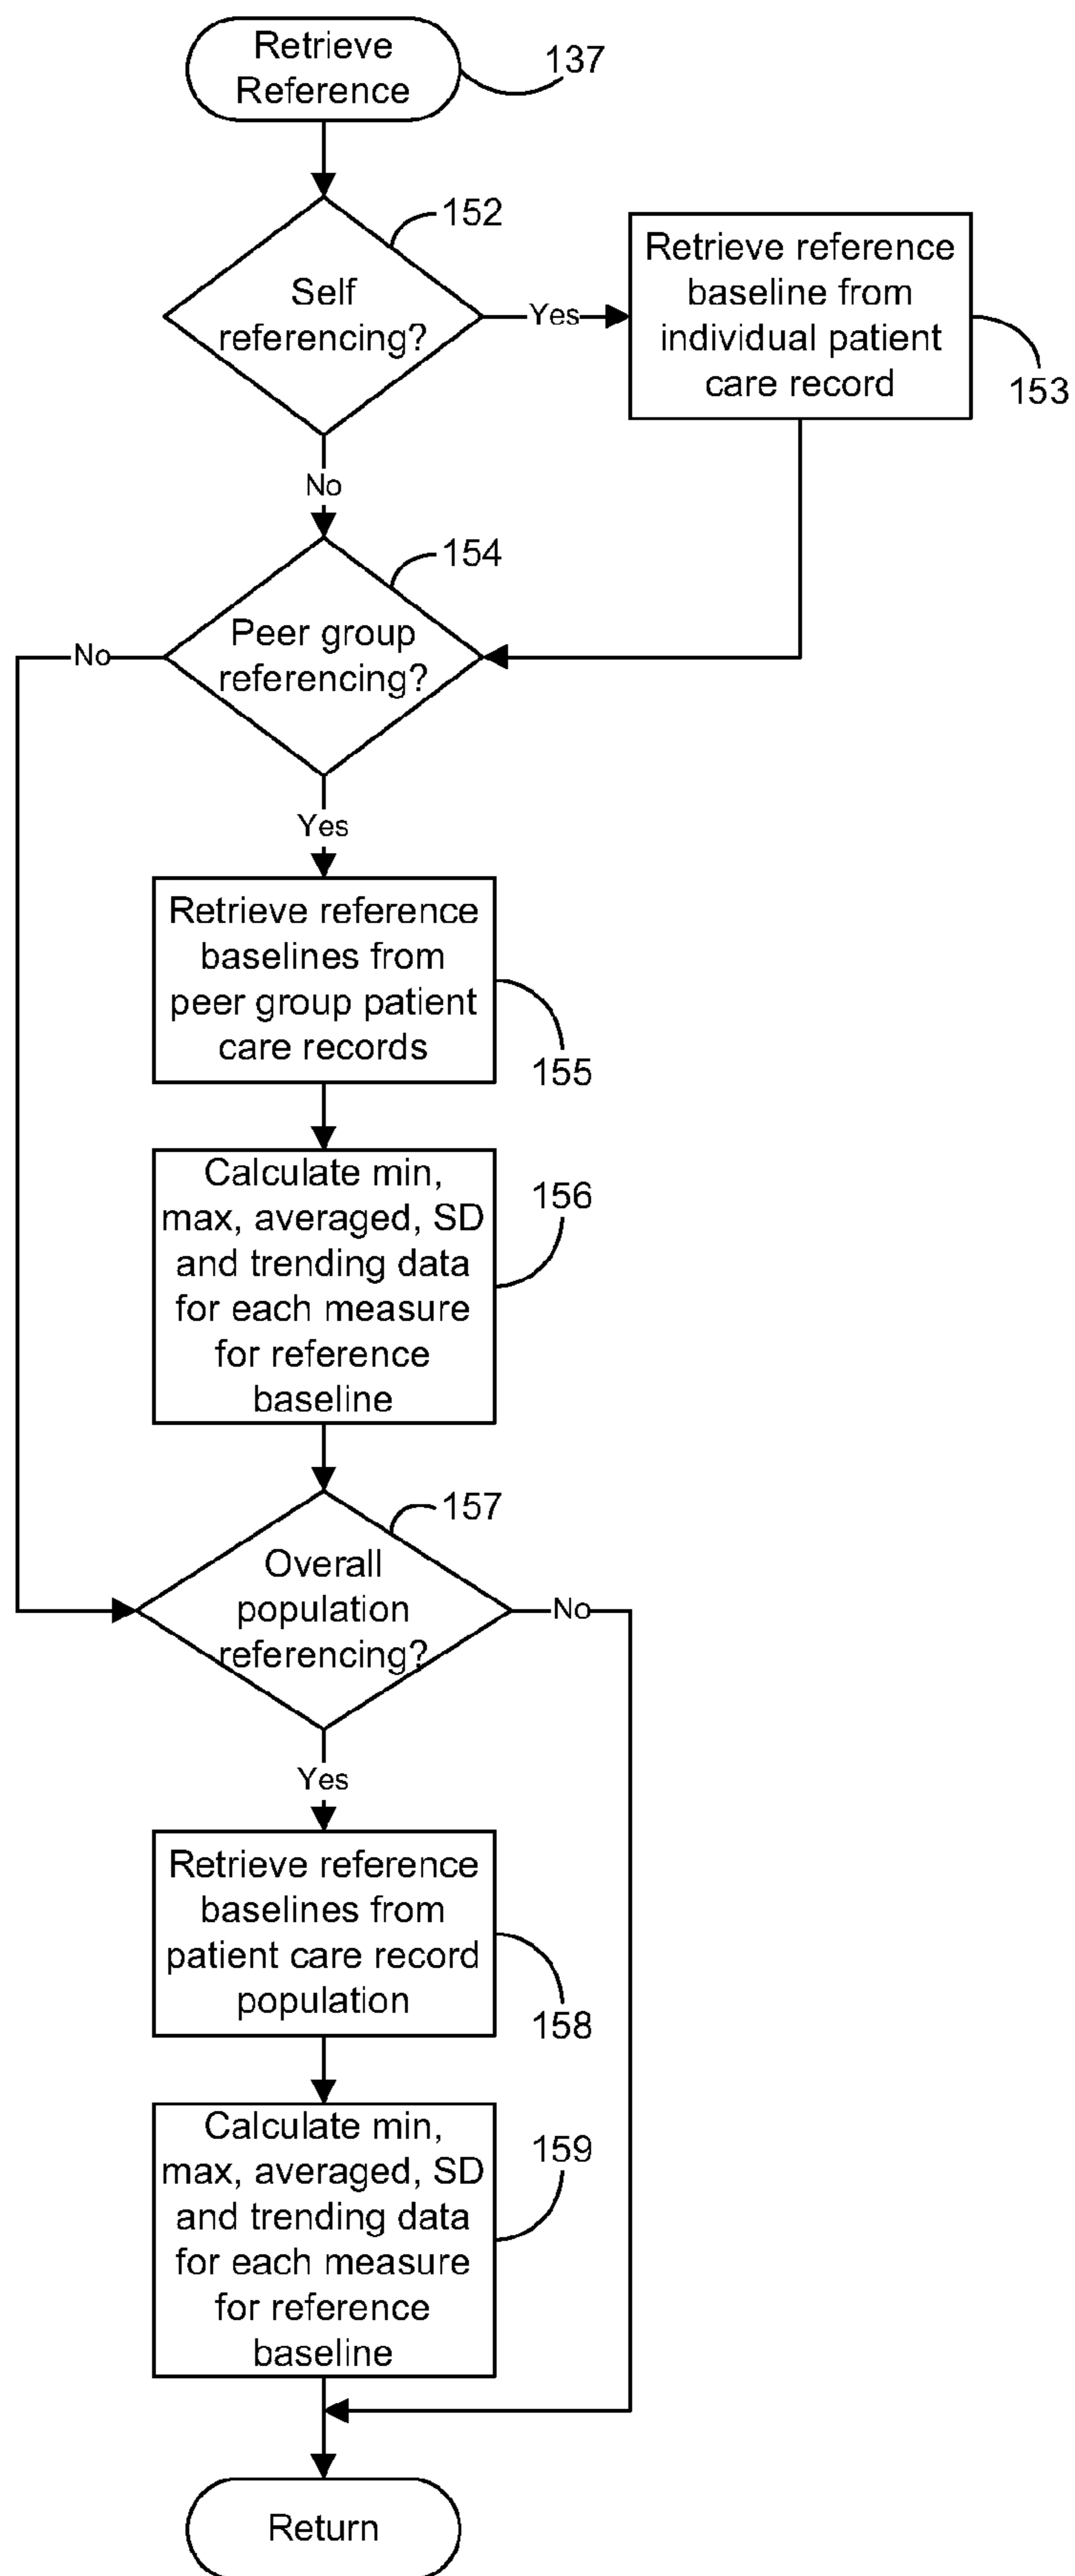 Retrieve
Reference
137
152
Self
referencing?
Yes
Retrieve reference
baseline from
individual patient
care record
153
No
154
Peer group
referencing?
No
Yes
Retrieve reference
baselines from
peer group patient
care records
155
Calculate min,
max, averaged, SD
and trending data
for each measure
for reference
baseline
156
157
Overall
population
referencing?
No
Yes
Retrieve reference
baselines from
patient care record
population
158
Calculate min,
max, averaged, SD
and trending data
for each measure
for reference
baseline
159
Return